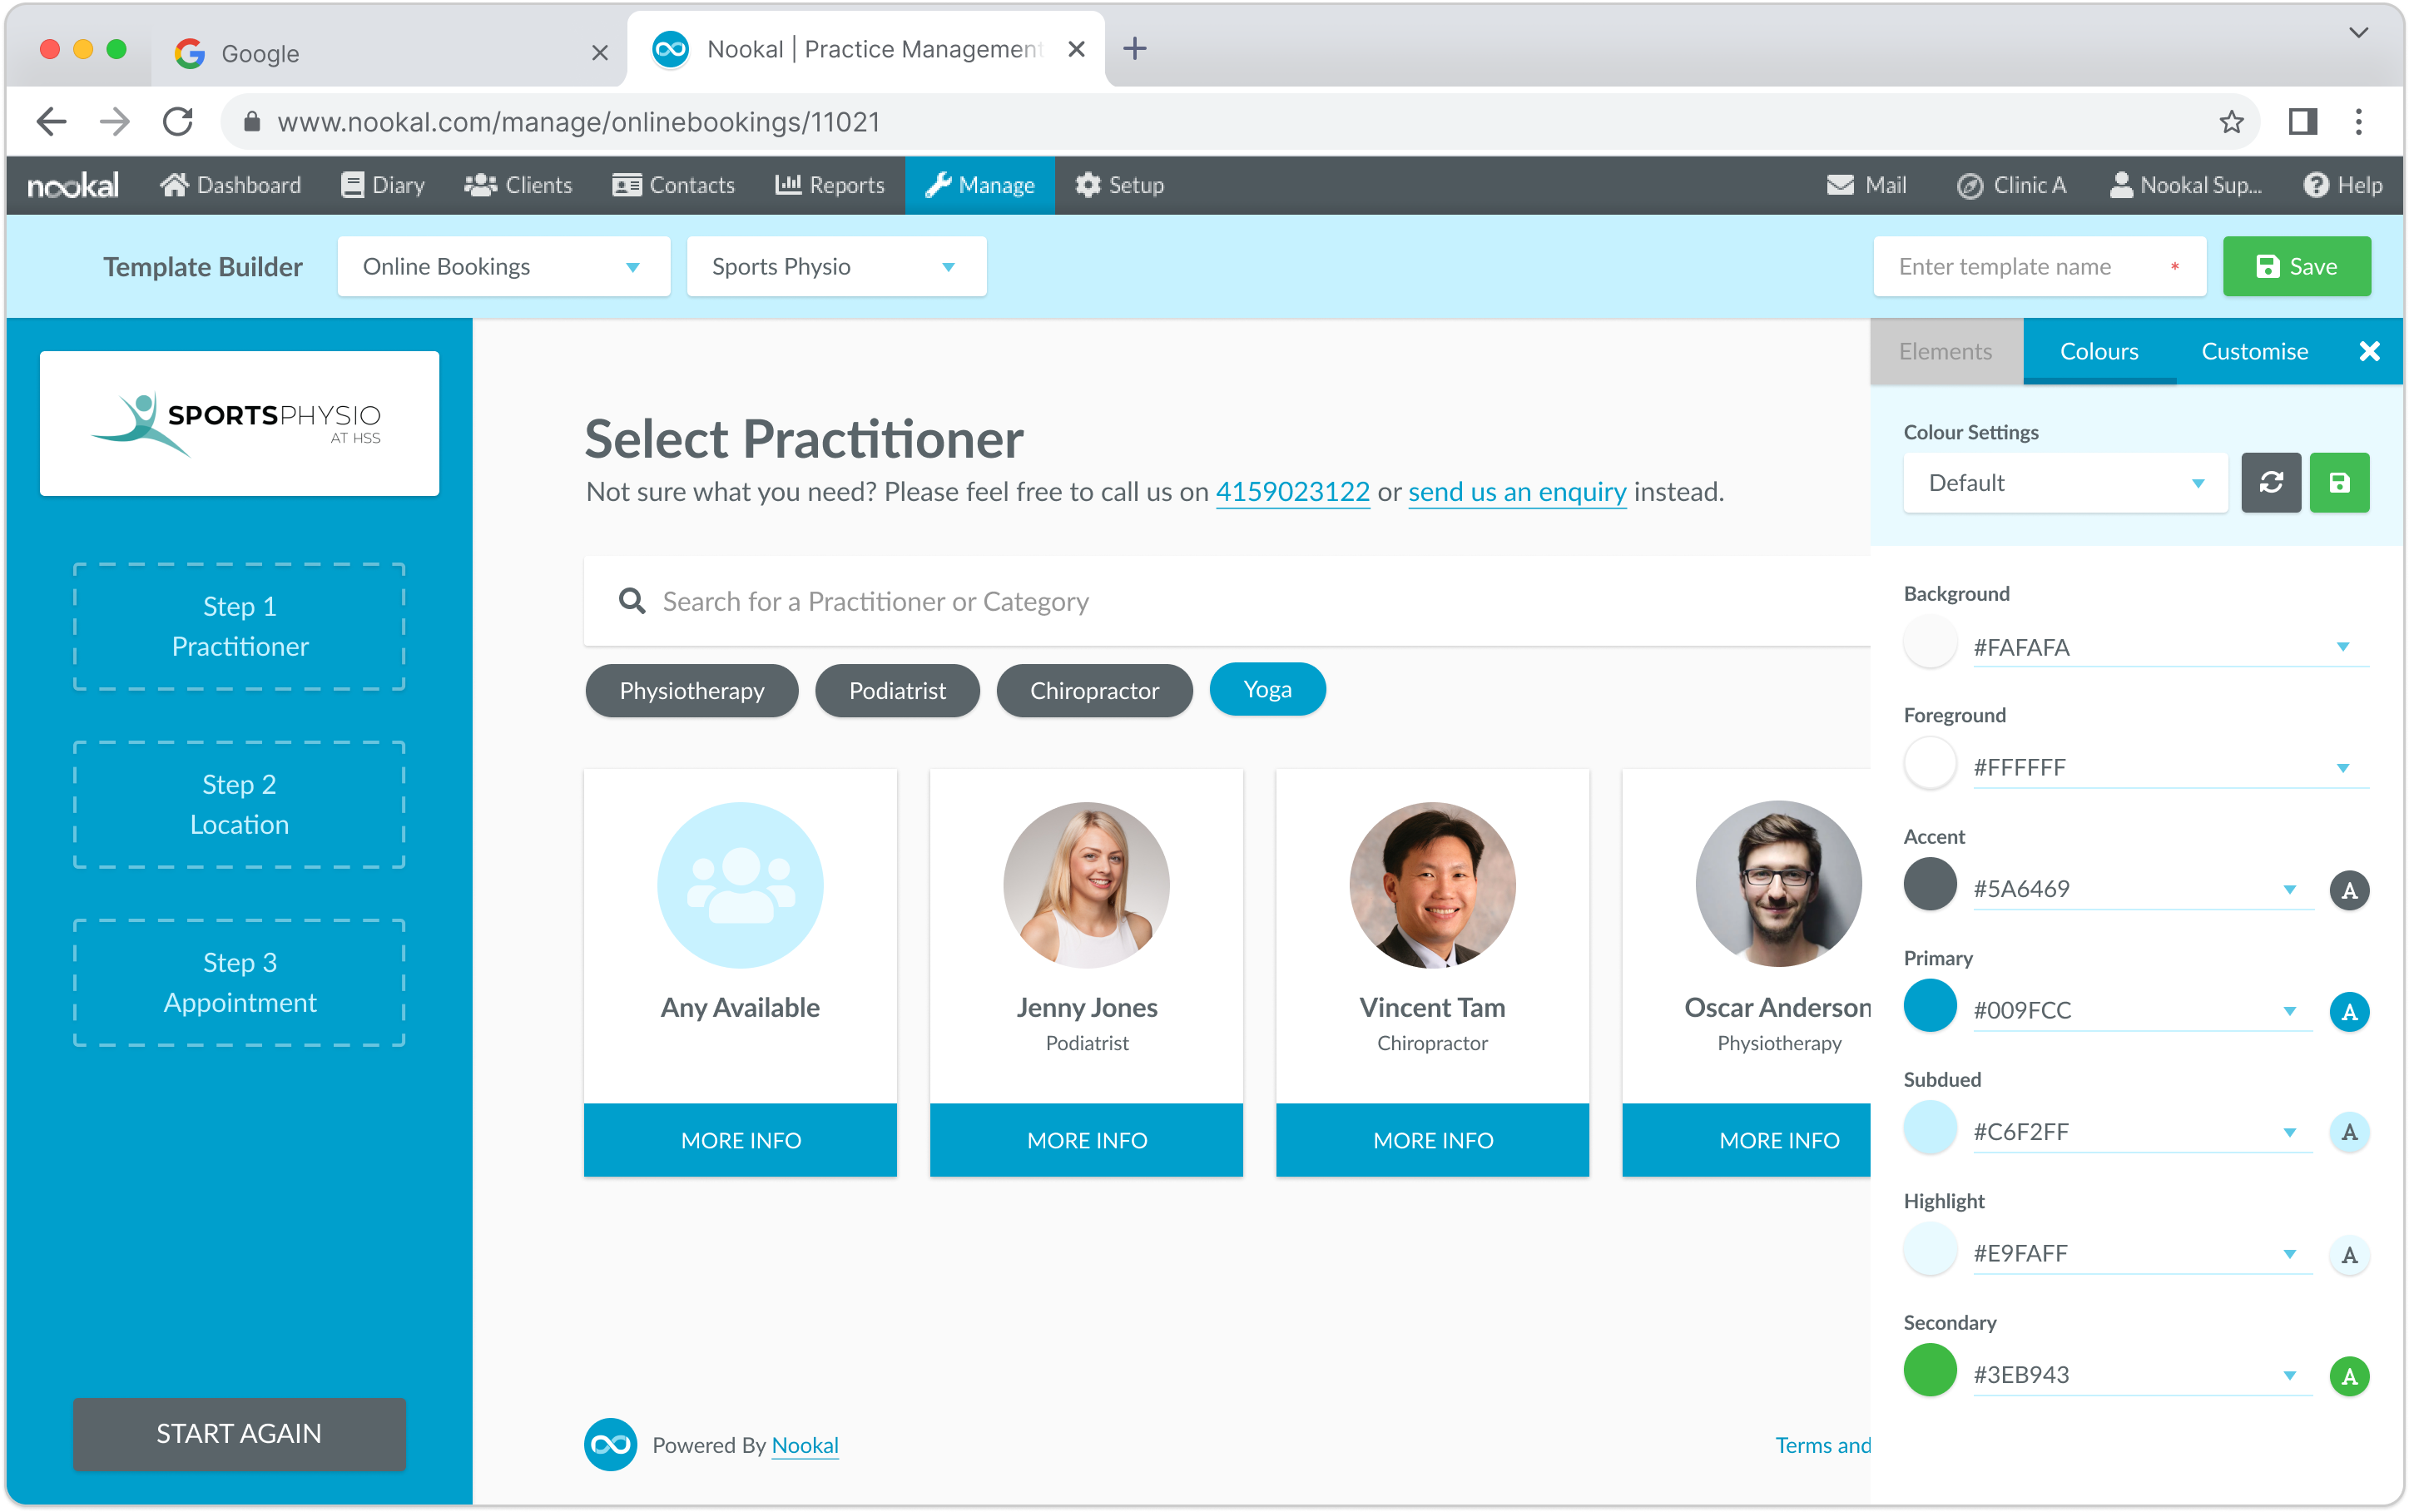 Google
Nookal | Practice Management
www.nookal.com/manage/onlinebookings/11021
nookal
Dashboard
Diary
Clients
Contacts
Reports
Manage
Setup
Mail
Clinic A
Nookal Sup...
Help
Template Builder
Online Bookings
Sports Physio
Enter template name *
Save
SPORTSPHYSIO
AT HSS
Step 1
Practitioner
Step 2
Location
Step 3
Appointment
START AGAIN
Select Practitioner
Not sure what you need? Please feel free to call us on 4159023122 or send us an enquiry instead.
Search for a Practitioner or Category
Physiotherapy
Podiatrist
Chiropractor
Yoga
Any Available
MORE INFO
Jenny Jones
Podiatrist
MORE INFO
Vincent Tam
Chiropractor
MORE INFO
Oscar Anderson
Physiotherapy
MORE INFO
Powered By Nookal
Terms and
Elements
Colours
Customise
Colour Settings
Default
Background
#FAFAFA
Foreground
#FFFFFF
Accent
#5A6469
A
Primary
#009FCC
A
Subdued
#C6F2FF
A
Highlight
#E9FAFF
A
Secondary
#3EB943
A